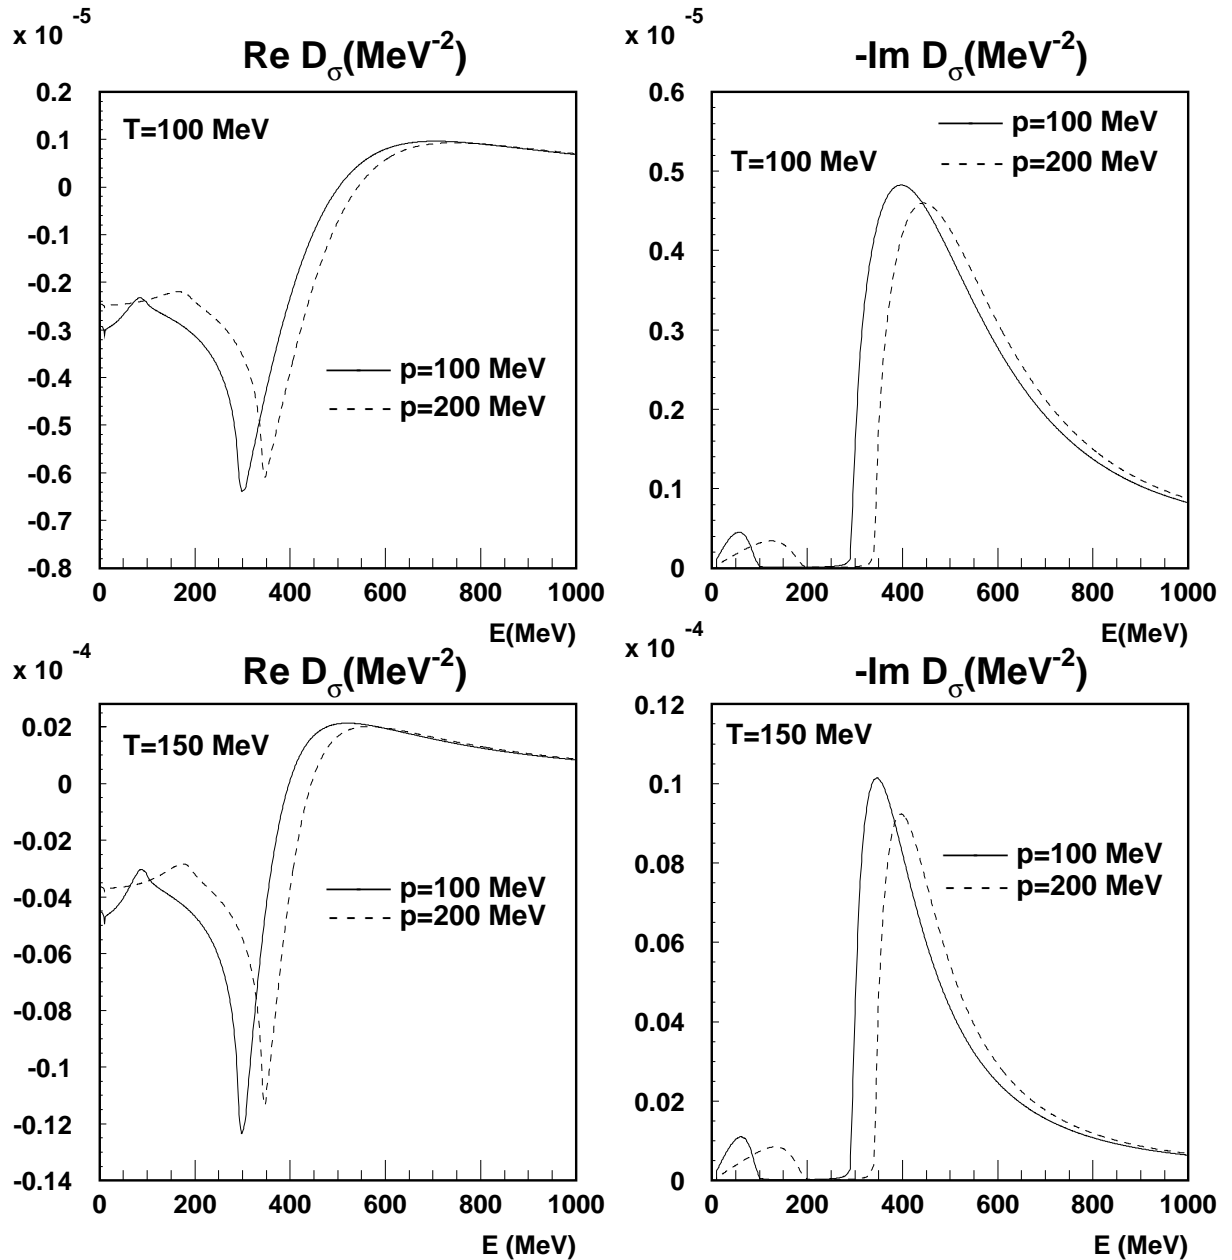 x 10 -5
Re Dσ(MeV-2)
0.2
0.1
0
-0.1
-0.2
-0.3
-0.4
-0.5
-0.6
-0.7
-0.8
T=100 MeV
p=100 MeV
p=200 MeV
0 200 400 600 800 1000
E(MeV)
x 10 -5
-Im Dσ(MeV-2)
0.6
0.5
0.4
0.3
0.2
0.1
0
p=100 MeV
T=100 MeV
p=200 MeV
0 200 400 600 800 1000
E(MeV)
x 10 -4
Re Dσ(MeV-2)
0.02
0
-0.02
-0.04
-0.06
-0.08
-0.1
-0.12
-0.14
T=150 MeV
p=100 MeV
p=200 MeV
0 200 400 600 800 1000
E (MeV)
x 10 -4
-Im Dσ(MeV-2)
0.12
0.1
0.08
0.06
0.04
0.02
0
T=150 MeV
p=100 MeV
p=200 MeV
0 200 400 600 800 1000
E (MeV)